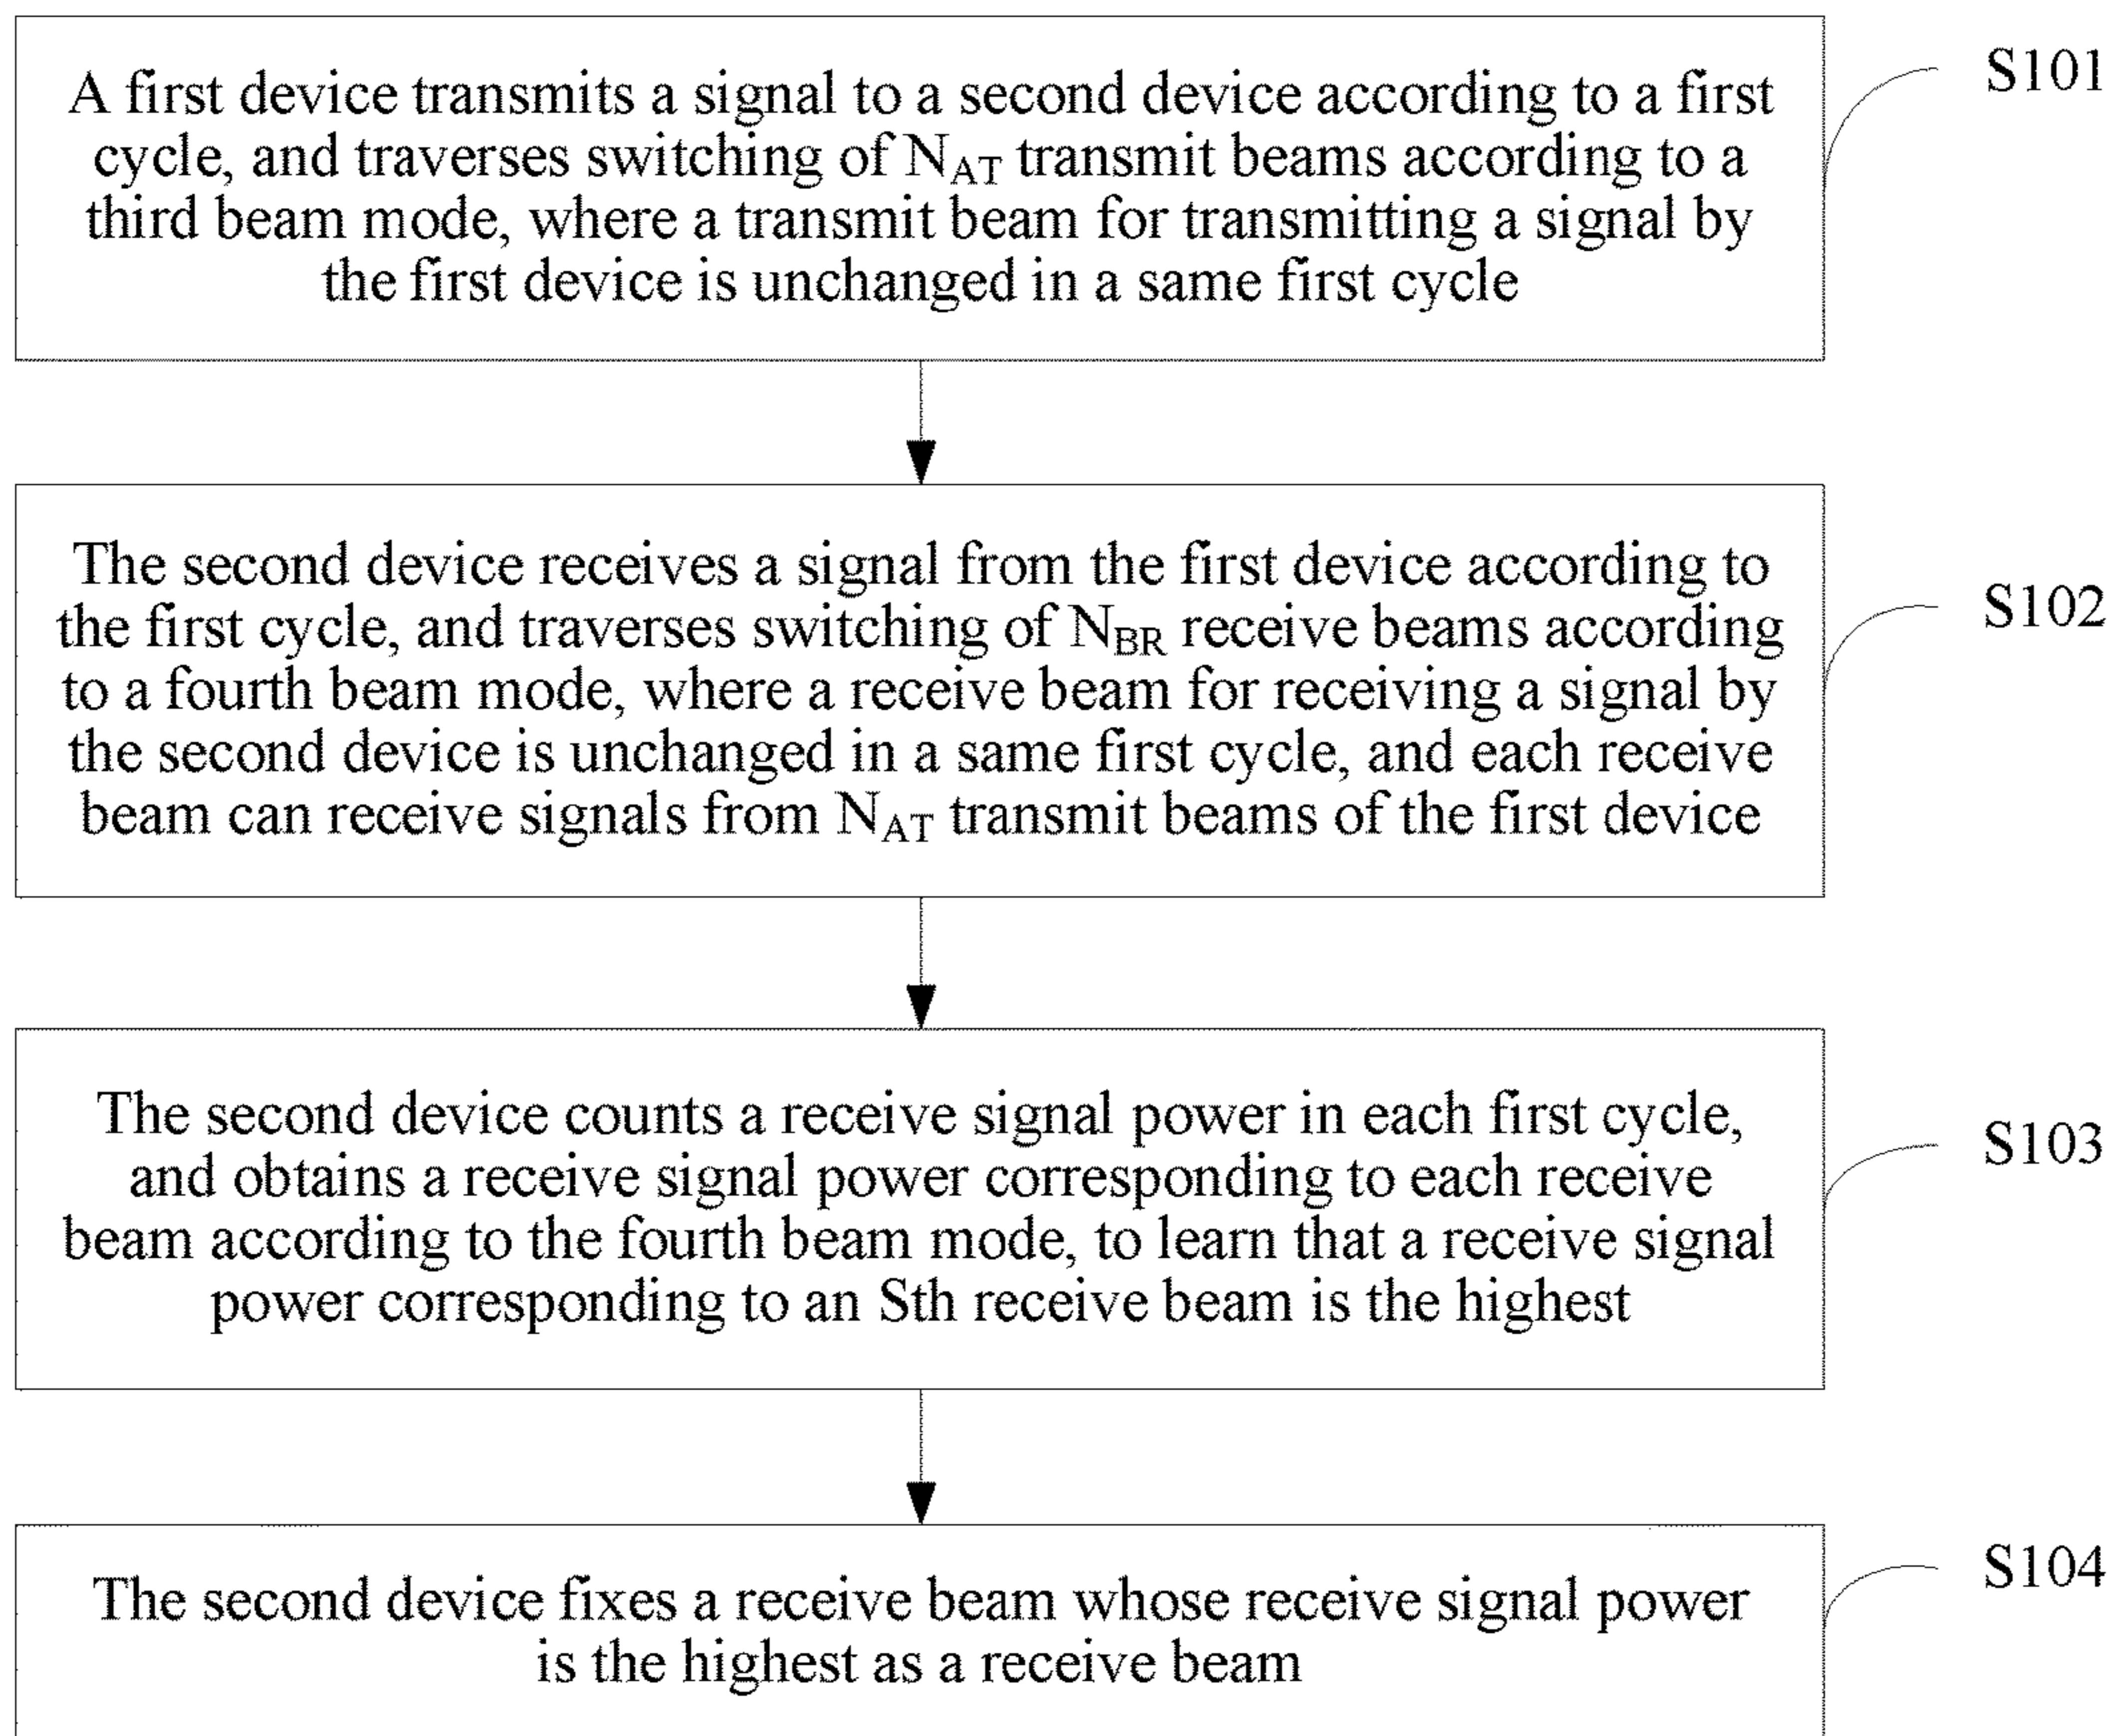 A first device transmits a signal to a second device according to a first
cycle, and traverses switching of N_AT transmit beams according to a
third beam mode, where a transmit beam for transmitting a signal by
the first device is unchanged in a same first cycle
S101
The second device receives a signal from the first device according to
the first cycle, and traverses switching of N_BR receive beams according
to a fourth beam mode, where a receive beam for receiving a signal by
the second device is unchanged in a same first cycle, and each receive
beam can receive signals from N_AT transmit beams of the first device
S102
The second device counts a receive signal power in each first cycle,
and obtains a receive signal power corresponding to each receive
beam according to the fourth beam mode, to learn that a receive signal
power corresponding to an Sth receive beam is the highest
S103
The second device fixes a receive beam whose receive signal power
is the highest as a receive beam
S104